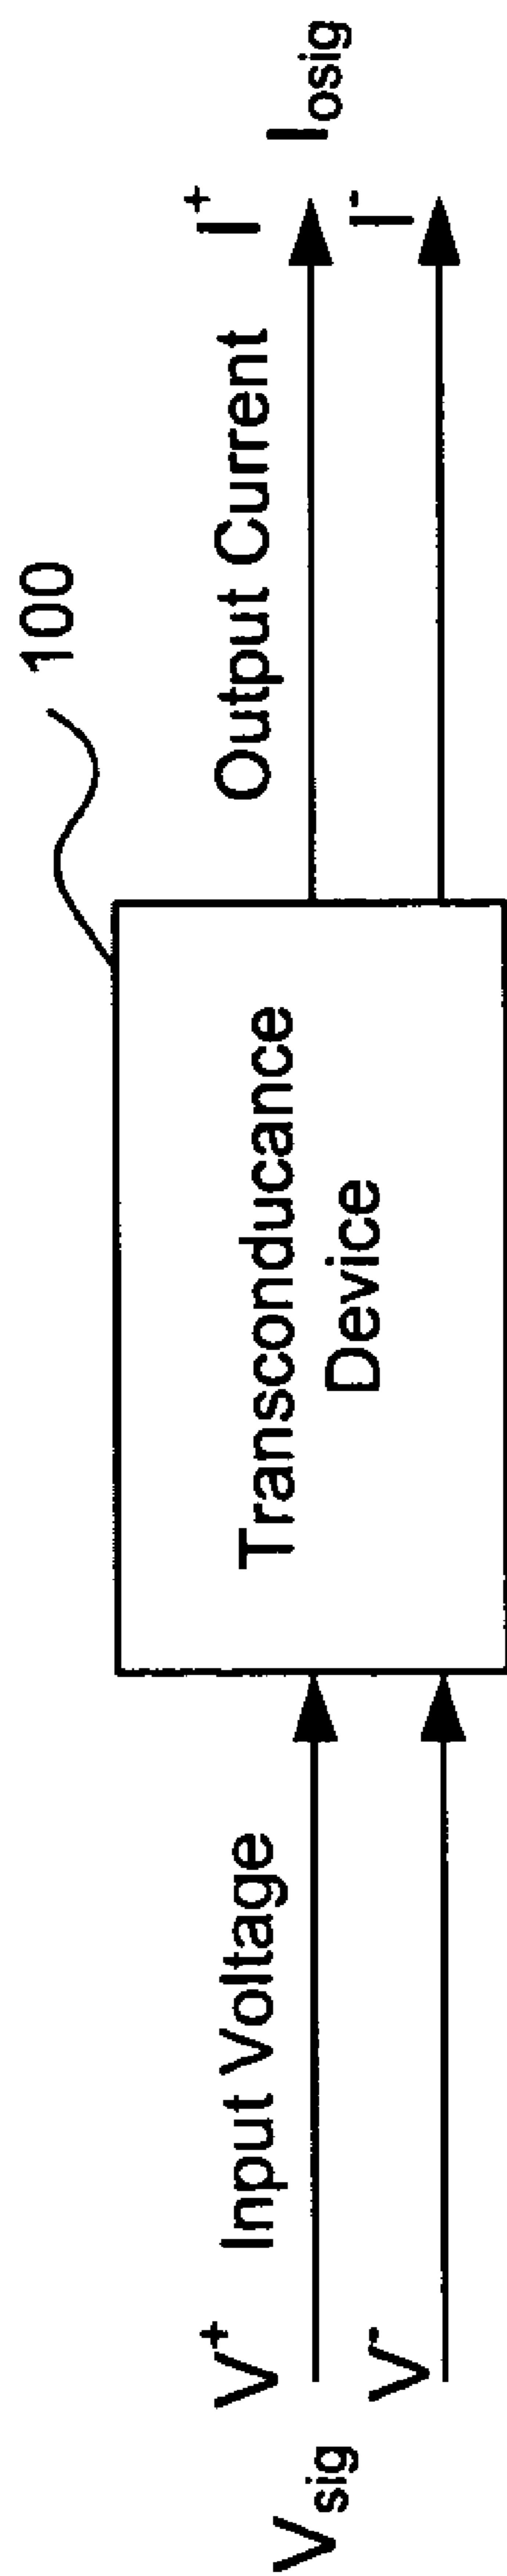 100
V+ Input Voltage
Vsig
V-
Transconducance
Device
Output Current I+
Iosig
I-